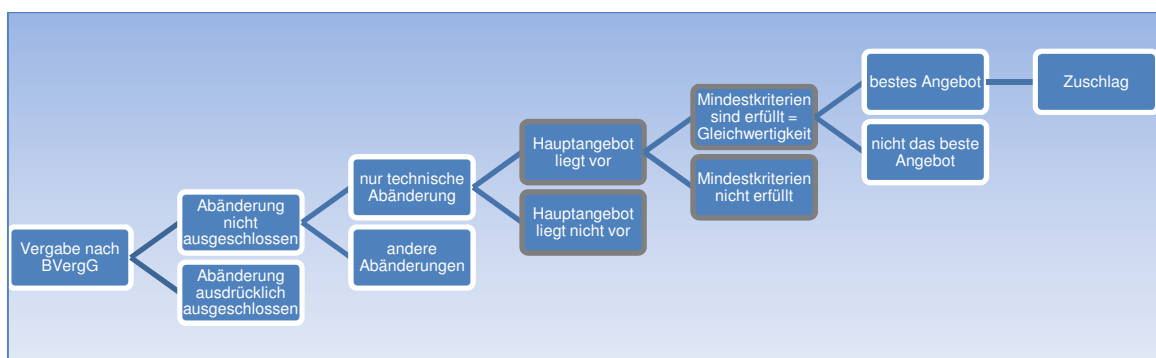 Vergabe nach
BVergG
Abänderung
nicht
ausgeschlossen
Abänderung
ausdrücklich
ausgeschlossen
nur technische
Abänderung
andere
Abänderungen
Hauptangebot
liegt vor
Hauptangebot
liegt nicht vor
Mindestkriterien
sind erfüllt =
Gleichwertigkeit
Mindestkriterien
nicht erfüllt
bestes Angebot
nicht das beste
Angebot
Zuschlag